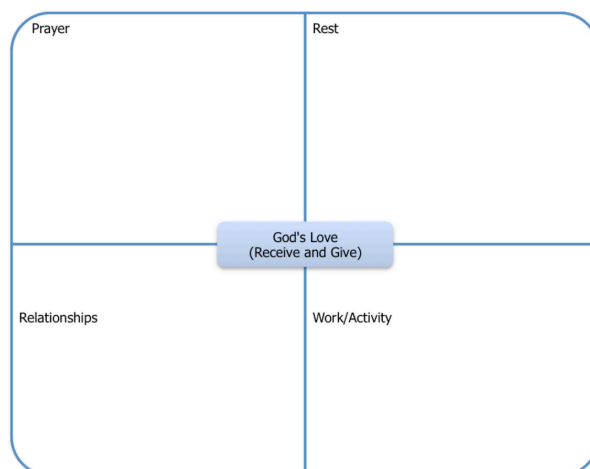 Prayer
Rest
God's Love
(Receive and Give)
Relationships
Work/Activity